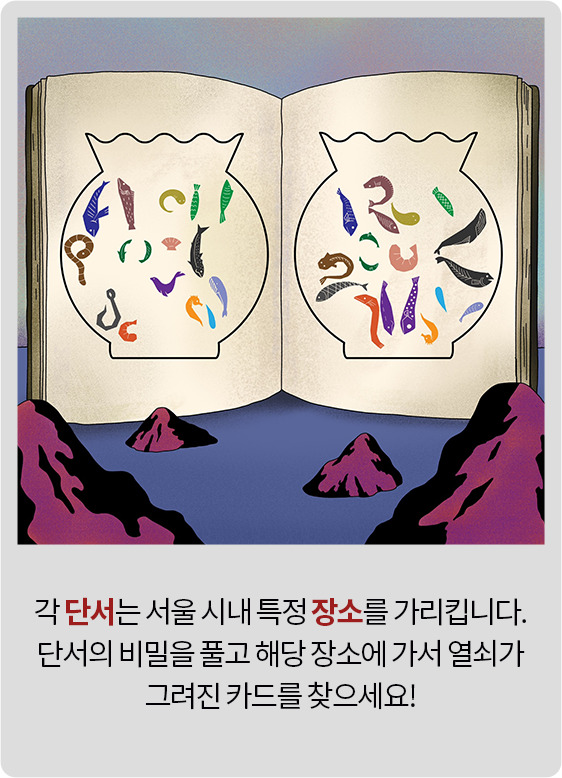 각 단서는 서울 시내 특정 장소를 가리킵니다.
단서의 비밀을 풀고 해당 장소에 가서 열쇠가
그려진 카드를 찾으세요!